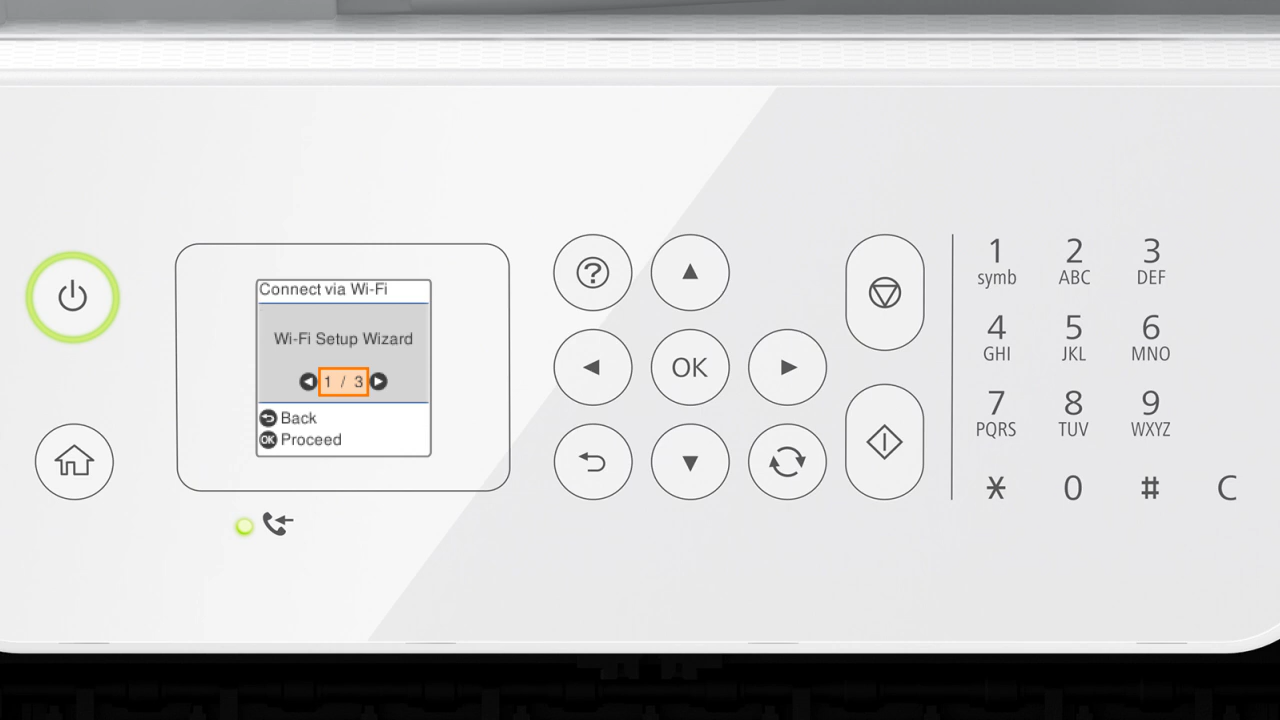 Connect via Wi-Fi
Wi-Fi Setup Wizard
1 / 3
Back
OK Proceed
?
OK
1 2 3
symb ABC DEF
4 5 6
GHI JKL MNO
7 8 9
PQRS TUV WXYZ
* 0 # C